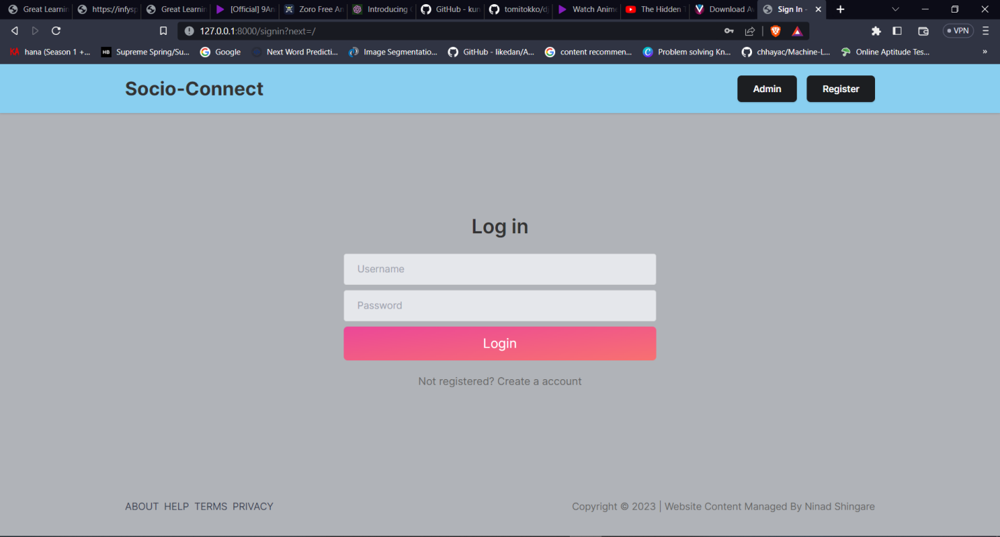 Great Learnin https://infysp Great Learnin [Official] 9An Zoro Free An Introducing GitHub - kun tomitokko/d Watch Anime The Hidden Download A Sign In -
127.0.0.1:8000/signin?next=/ VPN
KA hana (Season 1 +... HB Supreme Spring/Su... Google Next Word Predicti... Image Segmentatio... GitHub - likedan/A... content recommen... Problem solving Kn... chhayac/Machine-L... Online Aptitude Tes... »
Socio-Connect Admin Register
Log in
Username
Password
Login
Not registered? Create a account
ABOUT HELP TERMS PRIVACY Copyright © 2023 | Website Content Managed By Ninad Shingare